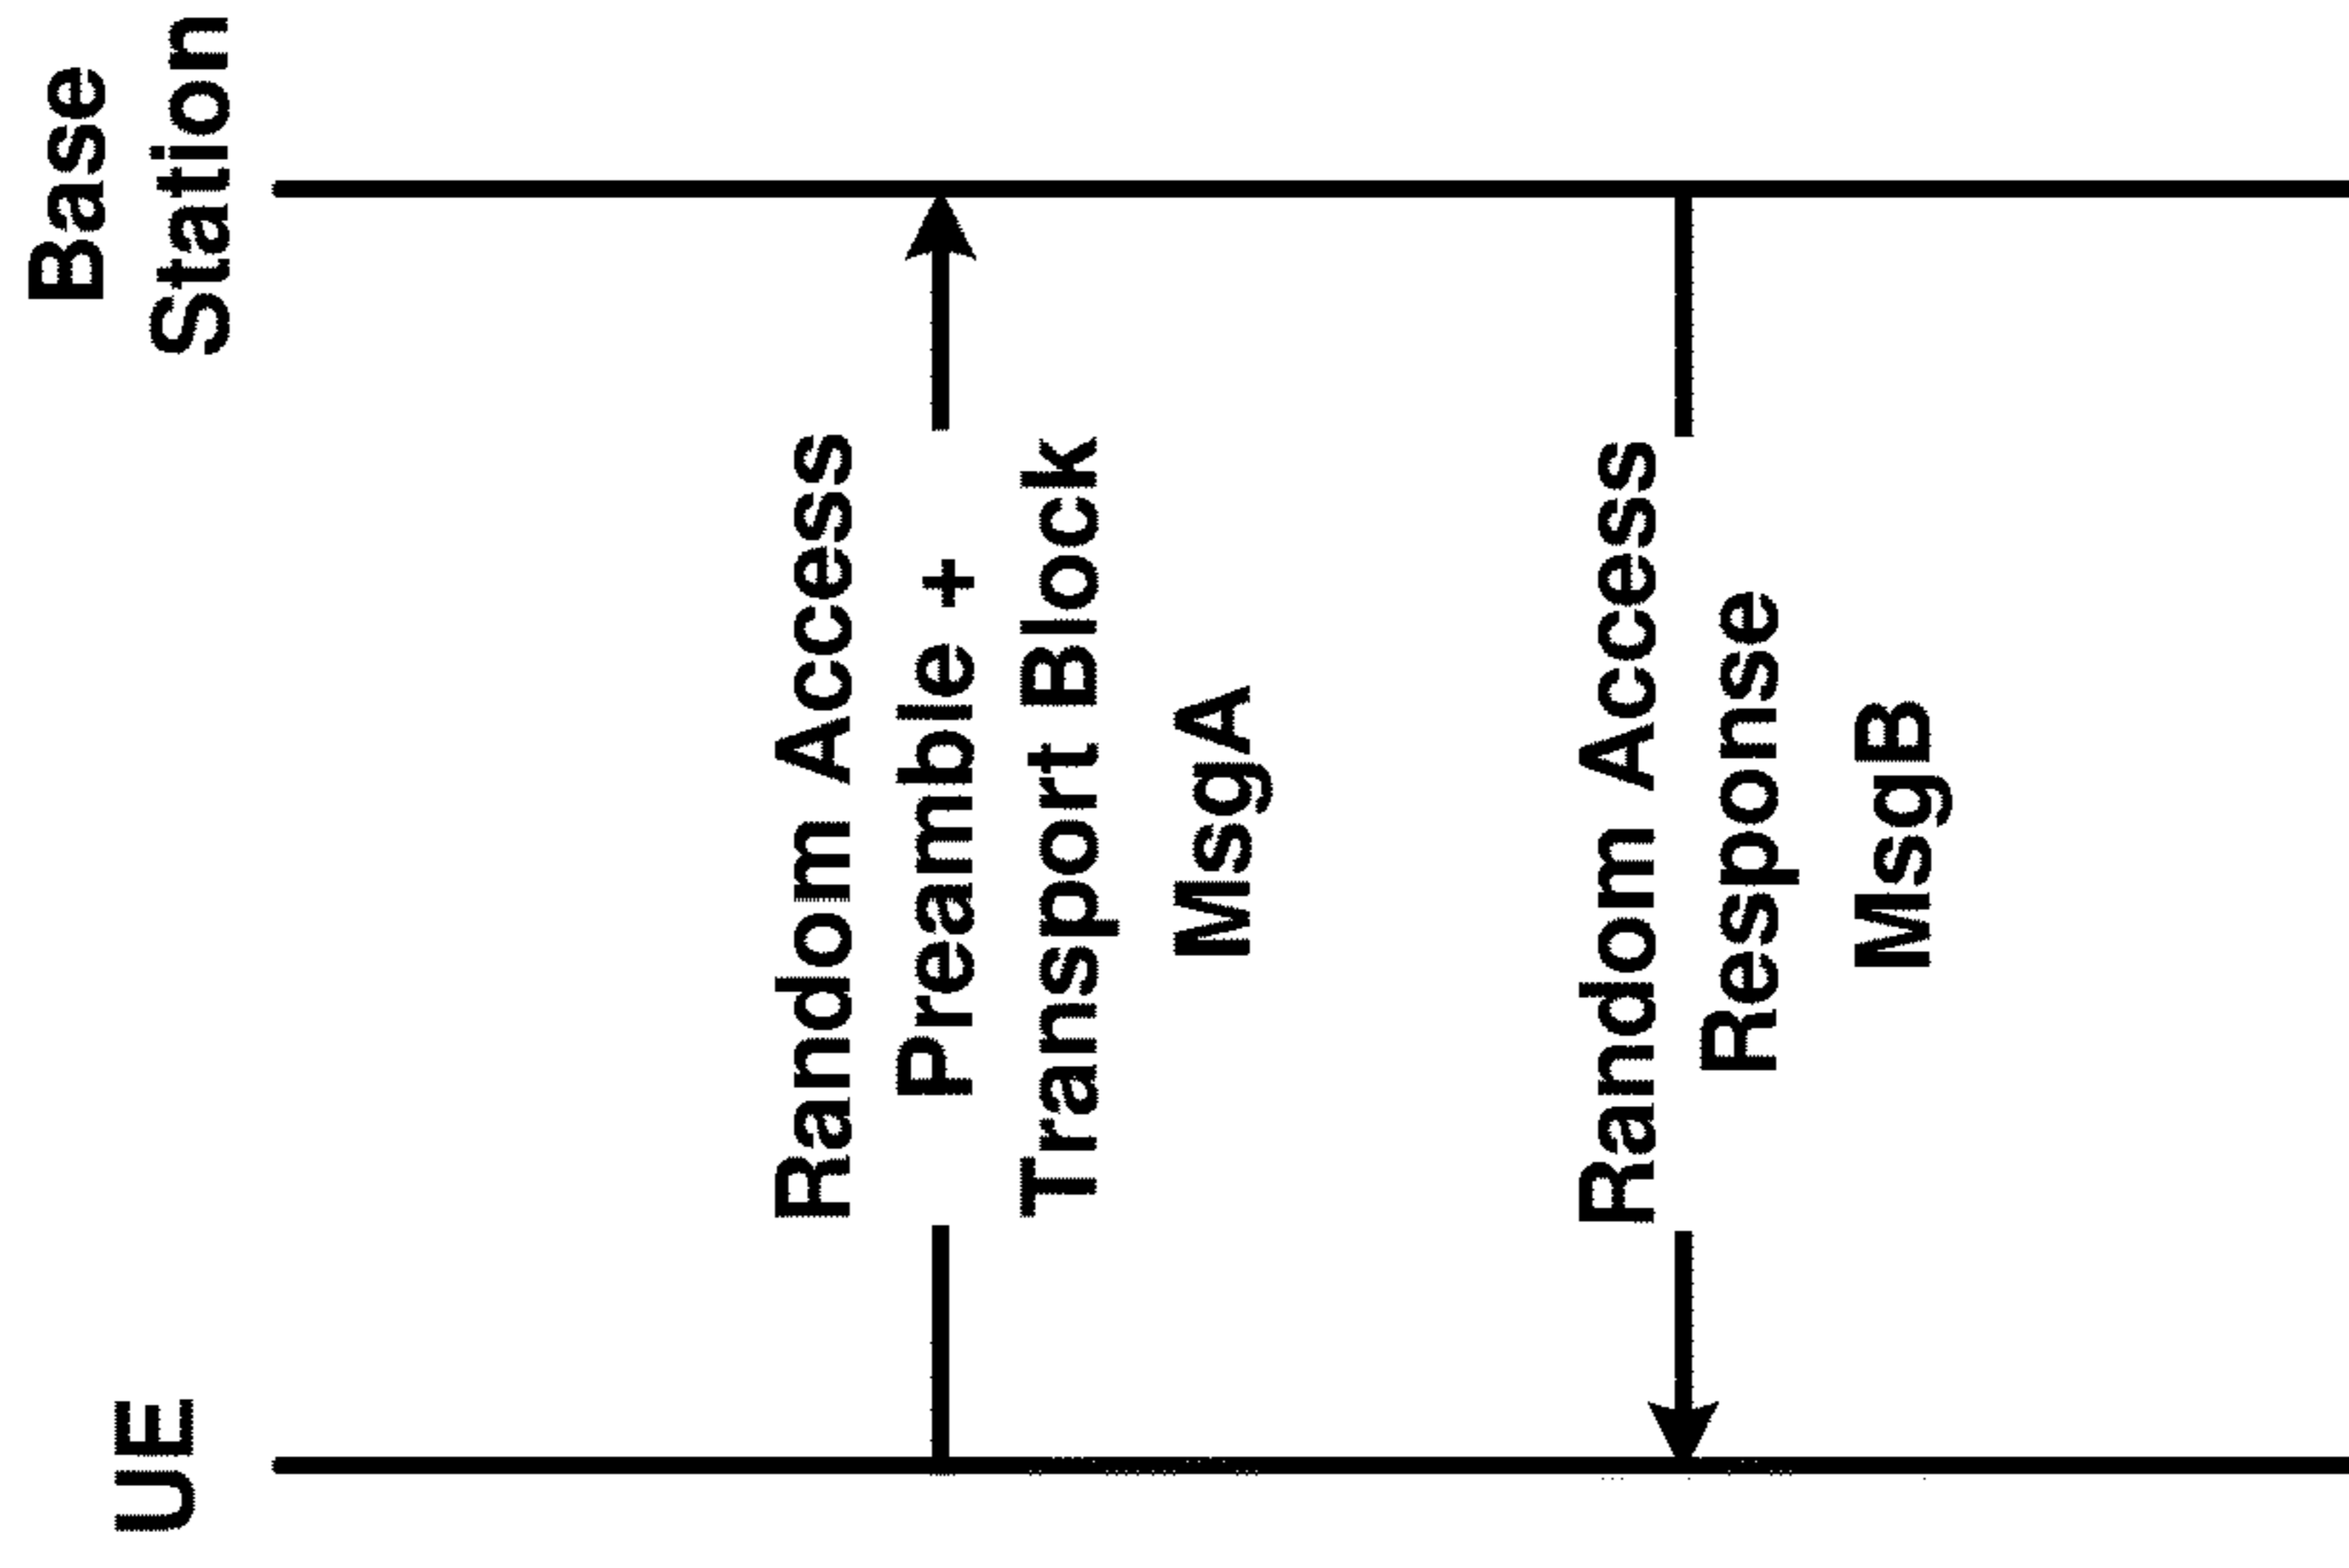 UE
Base
Station
Random Access
Preamble +
Transport Block
MsgA
Random Access
Response
MsgB